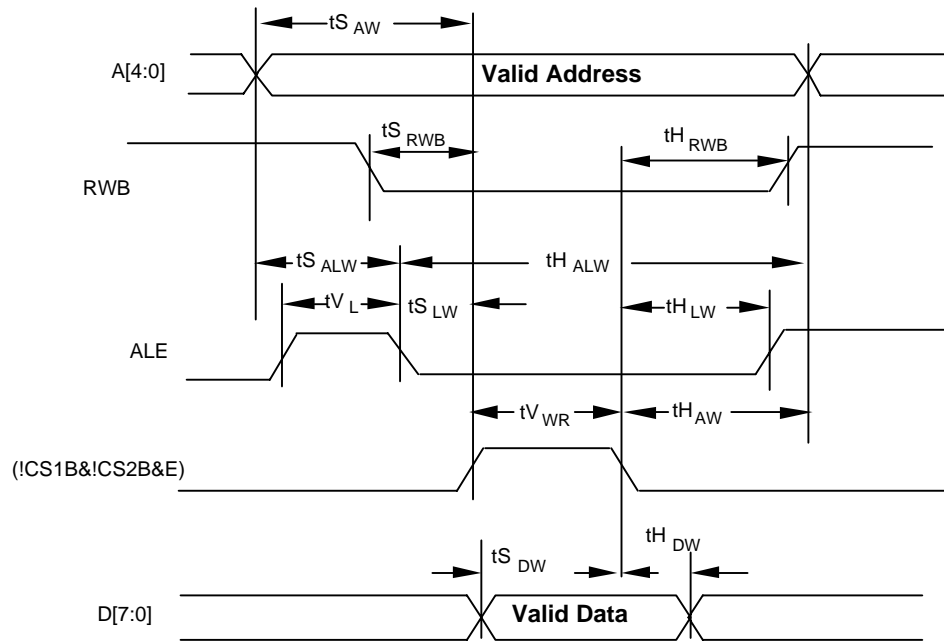 tS AW
A[4:0]
Valid Address
tS RWB
tH RWB
RWB
tS ALW
tH ALW
tV L
tS LW
tH LW
ALE
tV WR
tH AW
(!CS1B&!CS2B&E)
tS DW
tH DW
D[7:0]
Valid Data